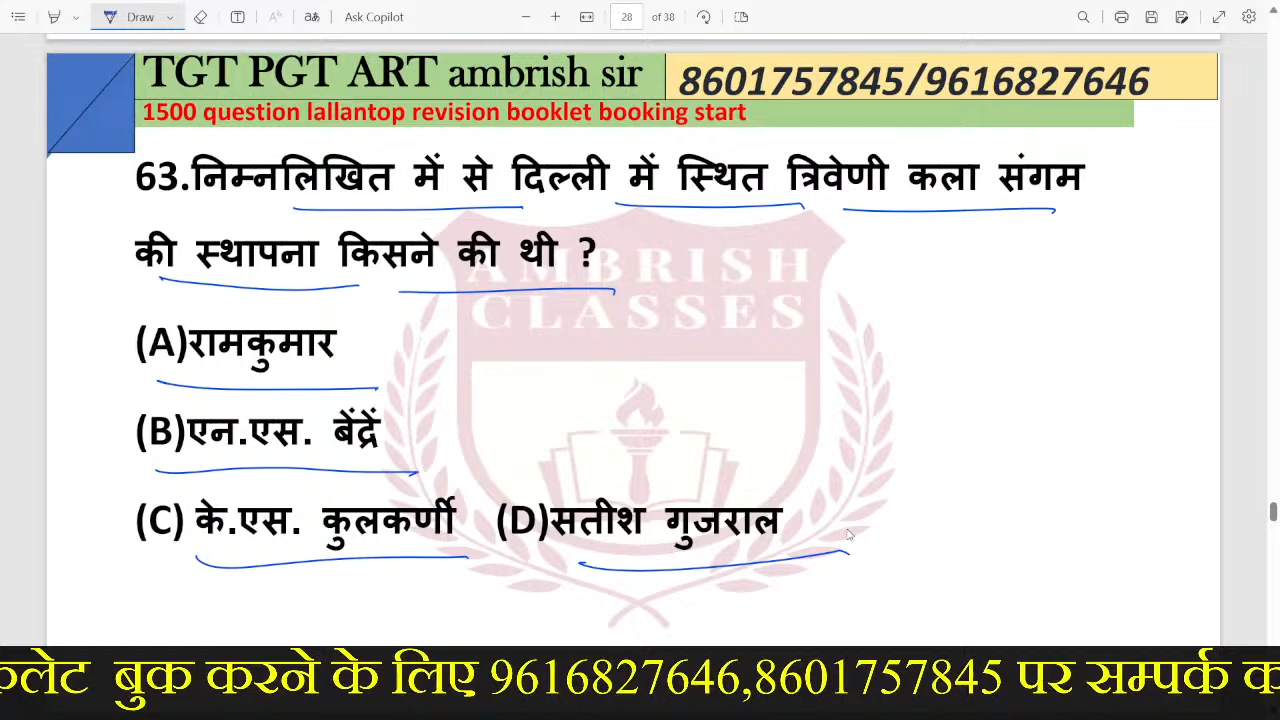 Draw
Ask Copilot
28 of 38
TGT PGT ART ambrish sir
8601757845/9616827646
1500 question lallantop revision booklet booking start
63.निम्नलिखित में से दिल्ली में स्थित त्रिवेणी कला संगम
की स्थापना किसने की थी ?
AMBRISH
CLASSES
(A)रामकुमार
(B)एन.एस. बेंद्रें
(C) के.एस. कुलकर्णी (D)सतीश गुजराल
बुक करने के लिए 9616827646,8601757845 पर सम्पर्क